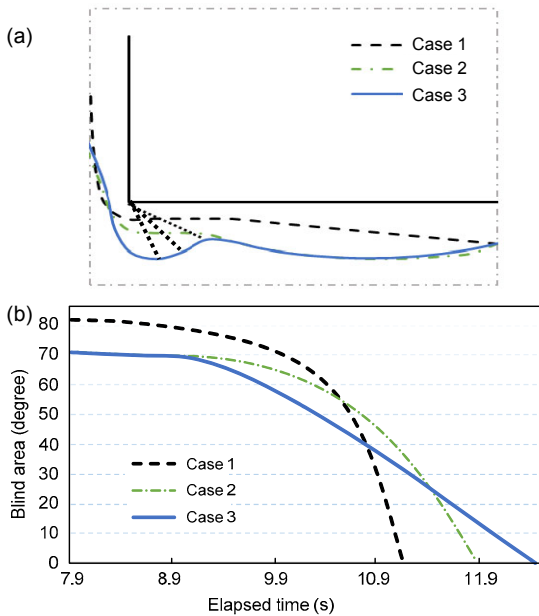 (a)
Case 1
Case 2
Case 3
(b)
80
70
60
50
40
30
20
10
0
Blind area (degree)
Case 1
Case 2
Case 3
7.9 8.9 9.9 10.9 11.9
Elapsed time (s)